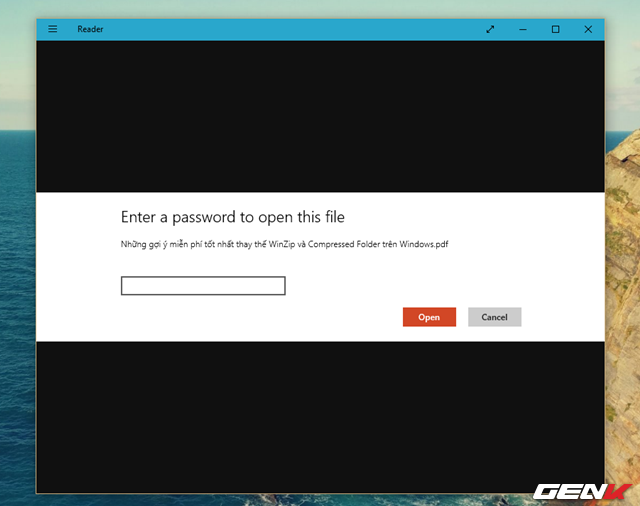 Reader
Enter a password to open this file
Những gợi ý miễn phí tốt nhất thay thế WinZip và Compressed Folder trên Windows.pdf
Open Cancel
GENK